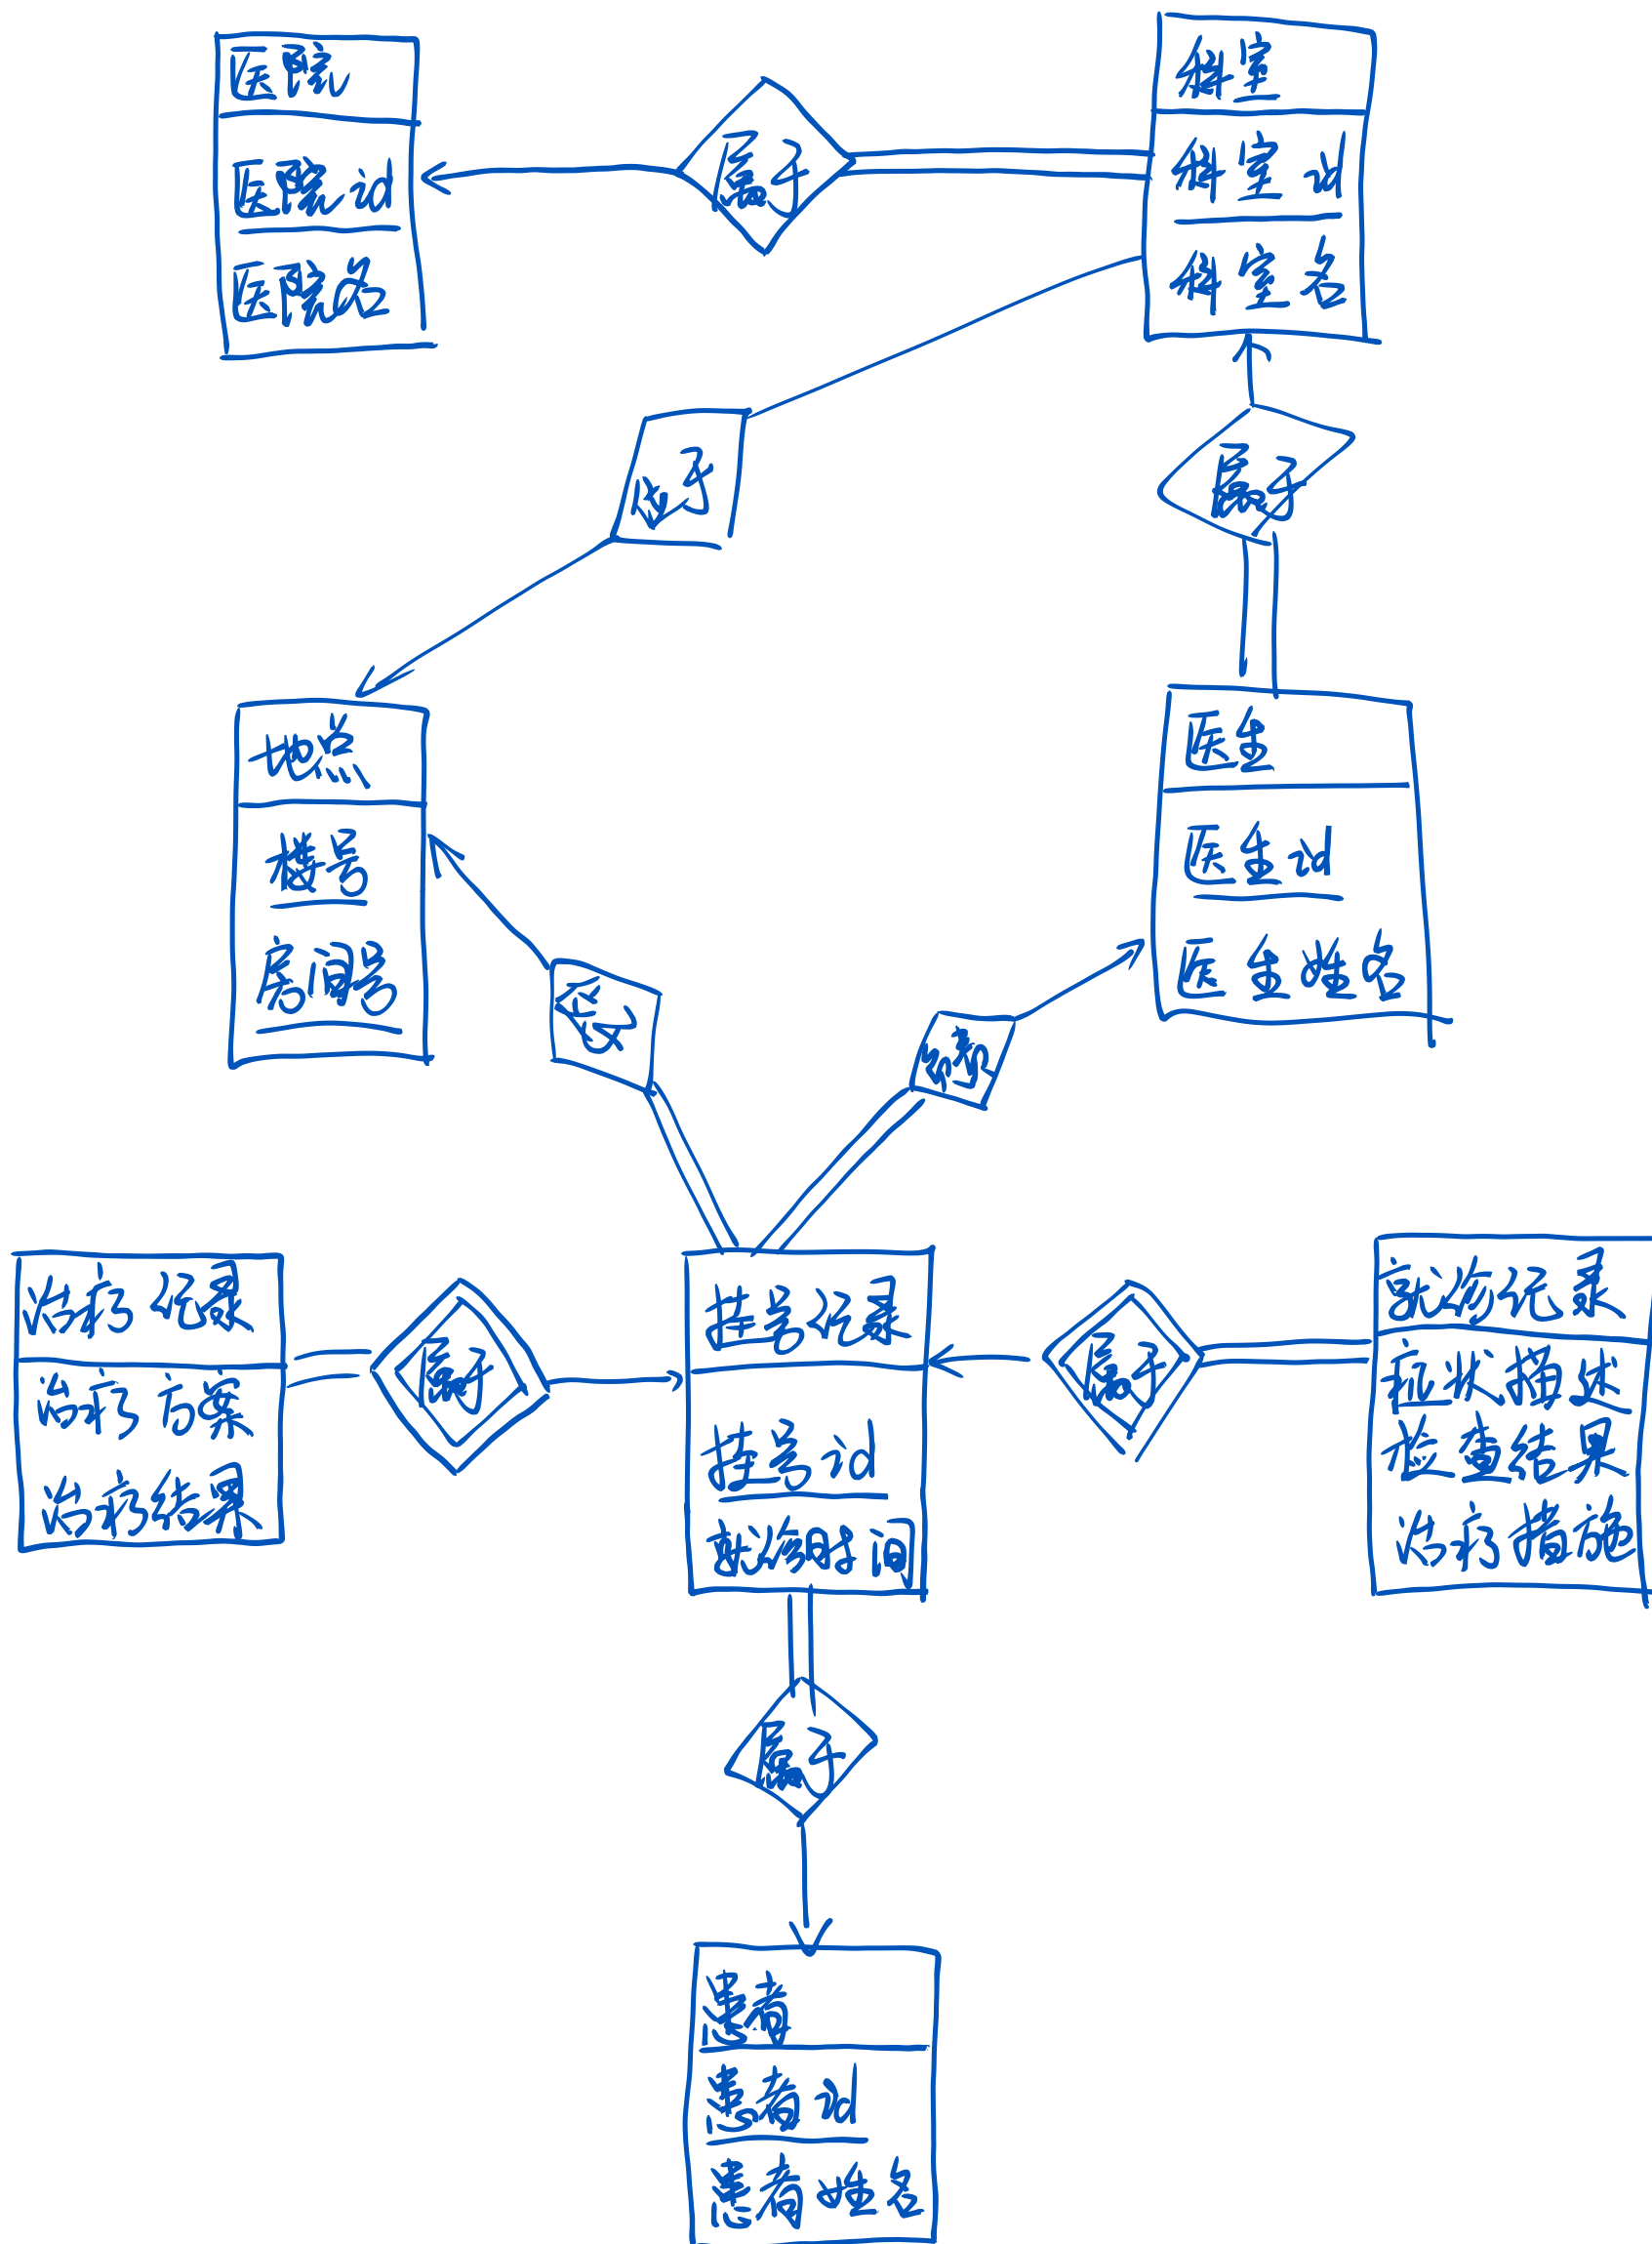 医院
医院id
医院名
属于
科室
科室id
科室名
位于
属于
地点
楼号
房间号
医生
医生id
医生姓名
治疗记录
治疗方案
治疗结果
属于
挂号记录
挂号id
就诊时间
属于
就诊记录
症状描述
检查结果
治疗措施
属于
患者
患者id
患者姓名